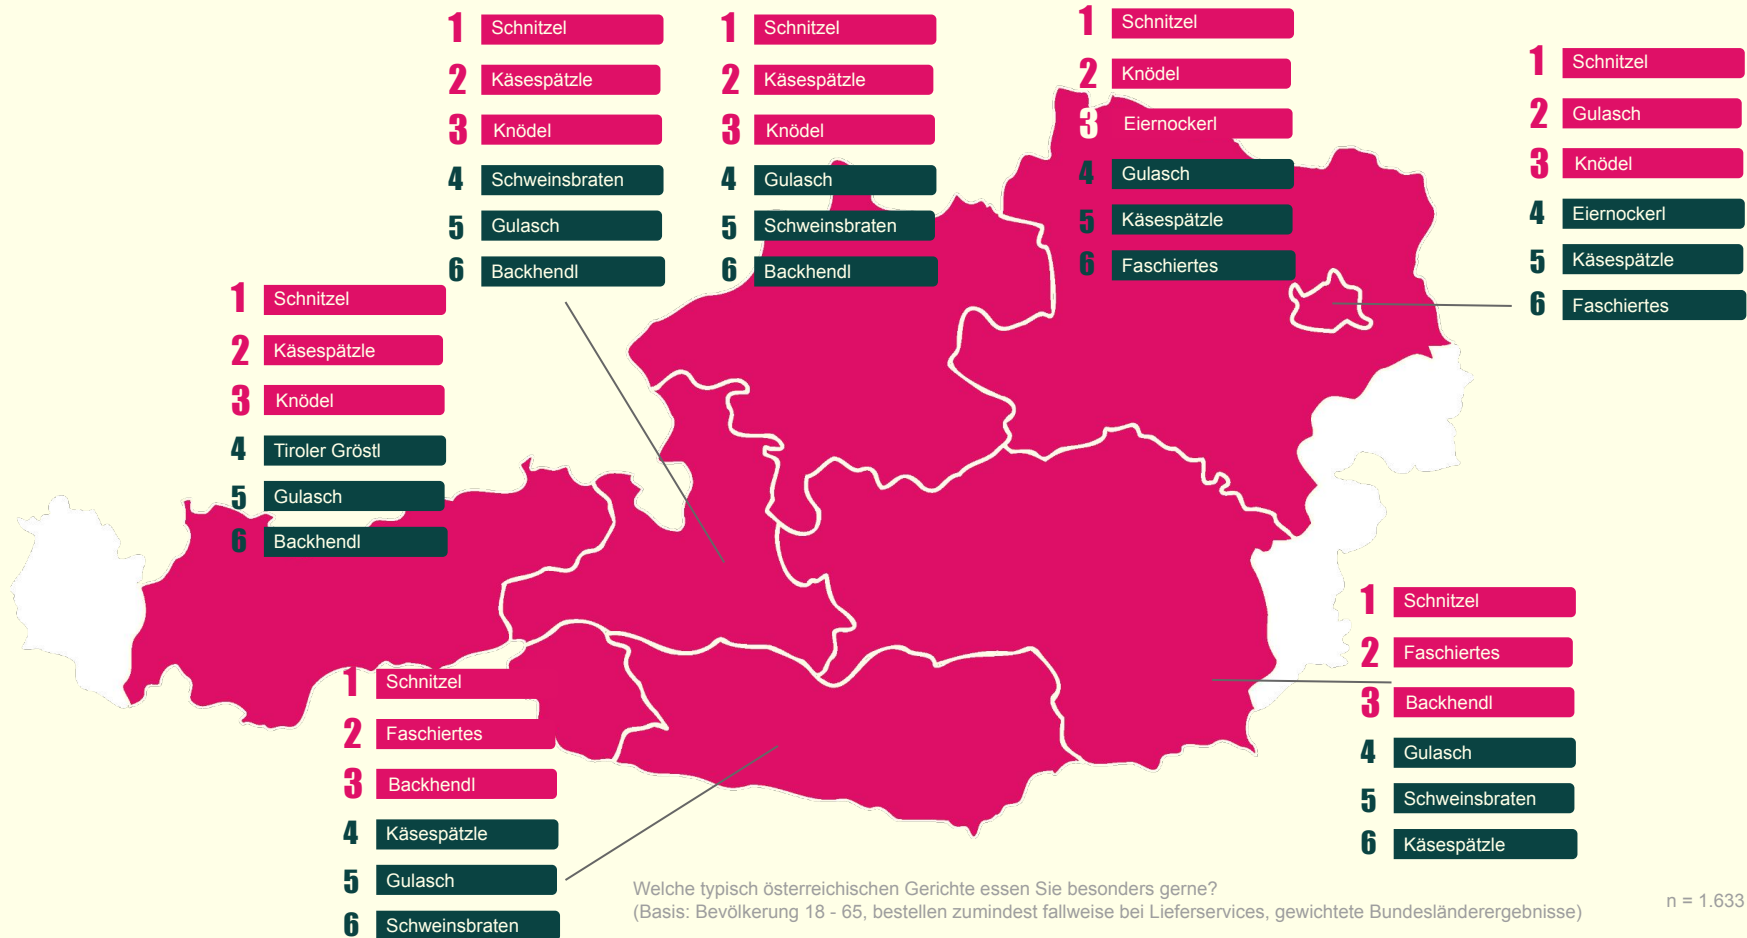 1 Schnitzel
2 Käsespätzle
3 Knödel
4 Schweinsbraten
5 Gulasch
6 Backhendl
1 Schnitzel
2 Käsespätzle
3 Knödel
4 Gulasch
5 Schweinsbraten
6 Backhendl
1 Schnitzel
2 Knödel
3 Eiernockerl
4 Gulasch
5 Käsespätzle
6 Faschiertes
1 Schnitzel
2 Gulasch
3 Knödel
4 Eiernockerl
5 Käsespätzle
6 Faschiertes
1 Schnitzel
2 Käsespätzle
3 Knödel
4 Tiroler Gröstl
5 Gulasch
6 Backhendl
1 Schnitzel
2 Faschiertes
3 Backhendl
4 Käsespätzle
5 Gulasch
6 Schweinsbraten
1 Schnitzel
2 Faschiertes
3 Backhendl
4 Gulasch
5 Schweinsbraten
6 Käsespätzle
Welche typisch österreichischen Gerichte essen Sie besonders gerne?
(Basis: Bevölkerung 18 - 65, bestellen zumindest fallweise bei Lieferservices, gewichtete Bundesländerergebnisse)
n = 1.633